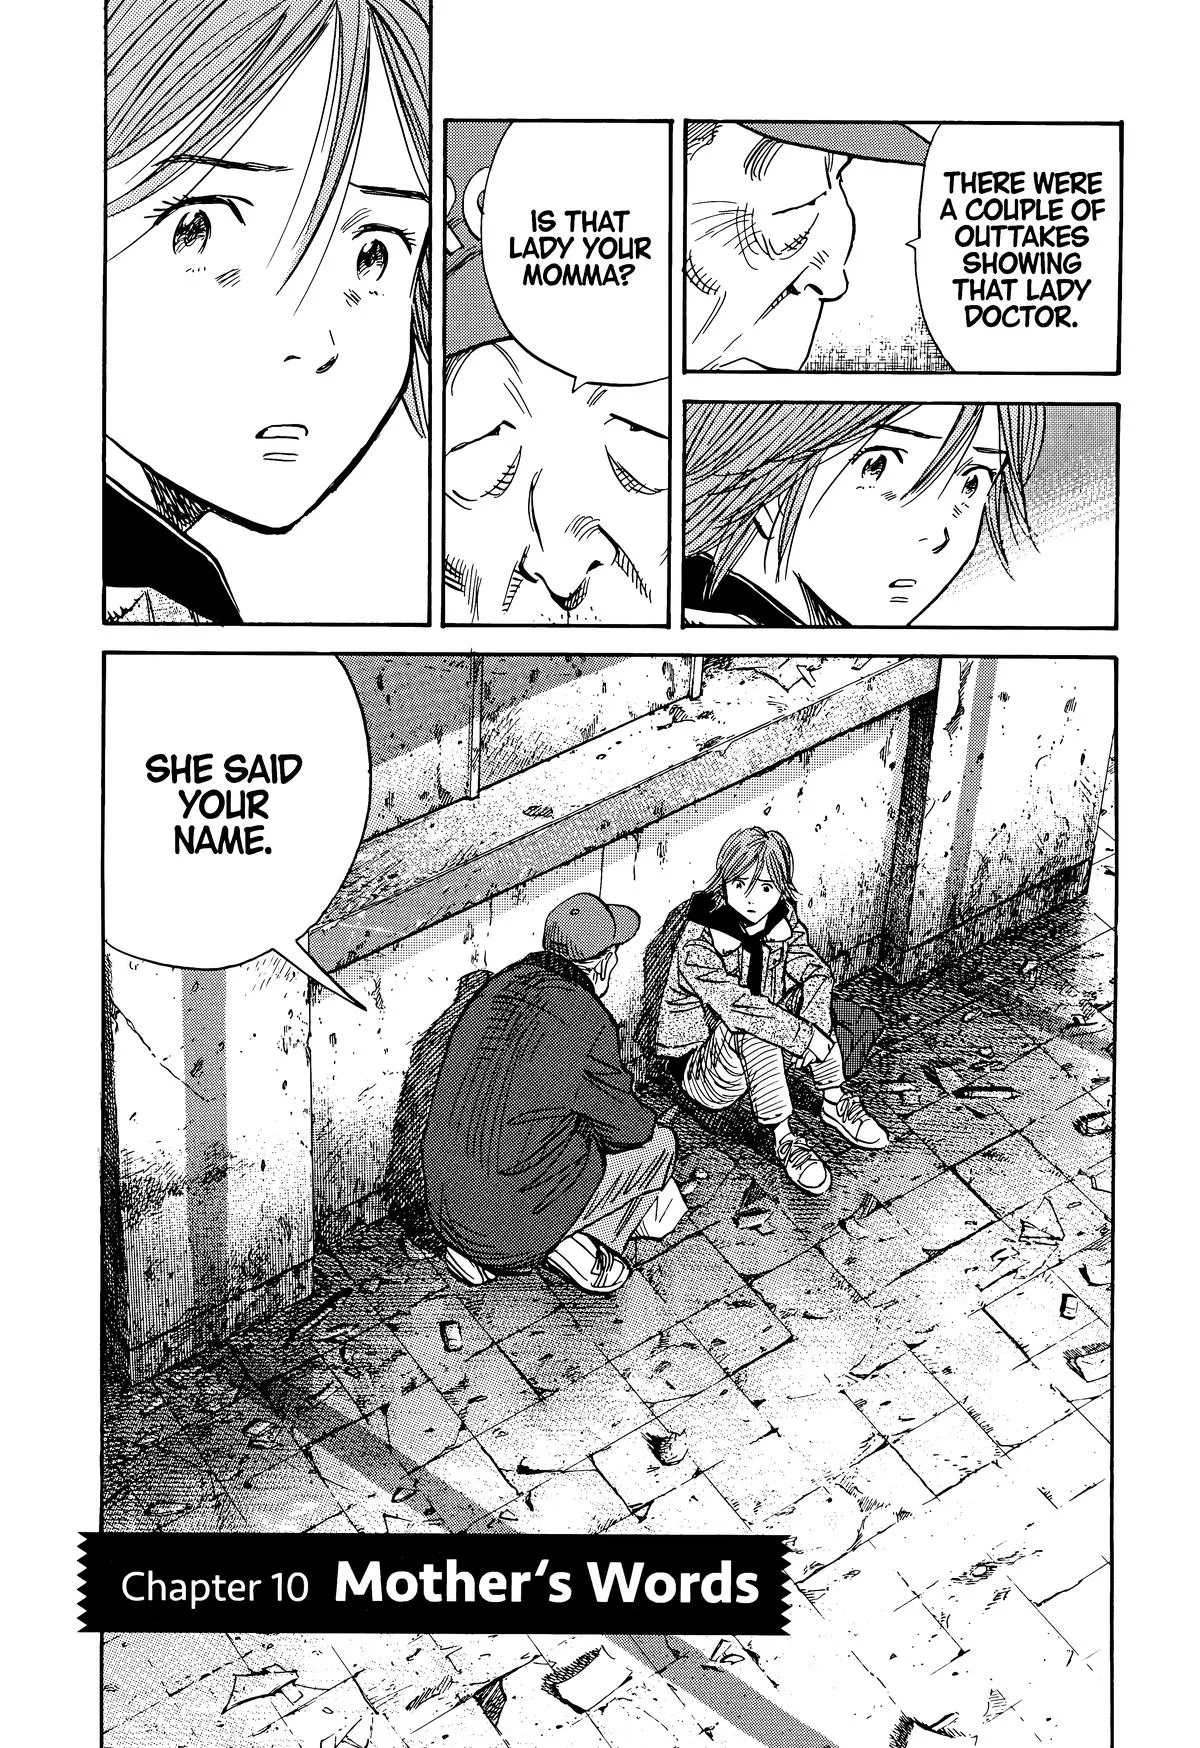 THERE WERE
A COUPLE OF
OUTTAKES
SHOWING
THAT LADY
DOCTOR.
IS THAT
LADY YOUR
MOMMA?
SHE SAID
YOUR
NAME.
Chapter 10 Mother‘s Words